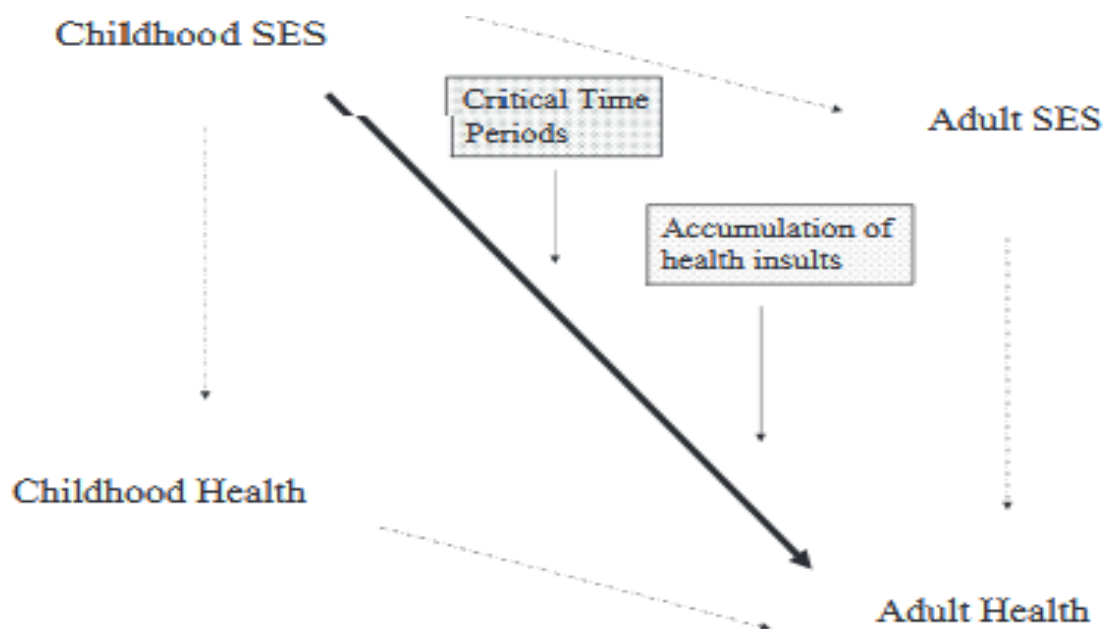 Childhood SES
Critical Time
Periods
Adult SES
Accumulation of
health insults
Childhood Health
Adult Health